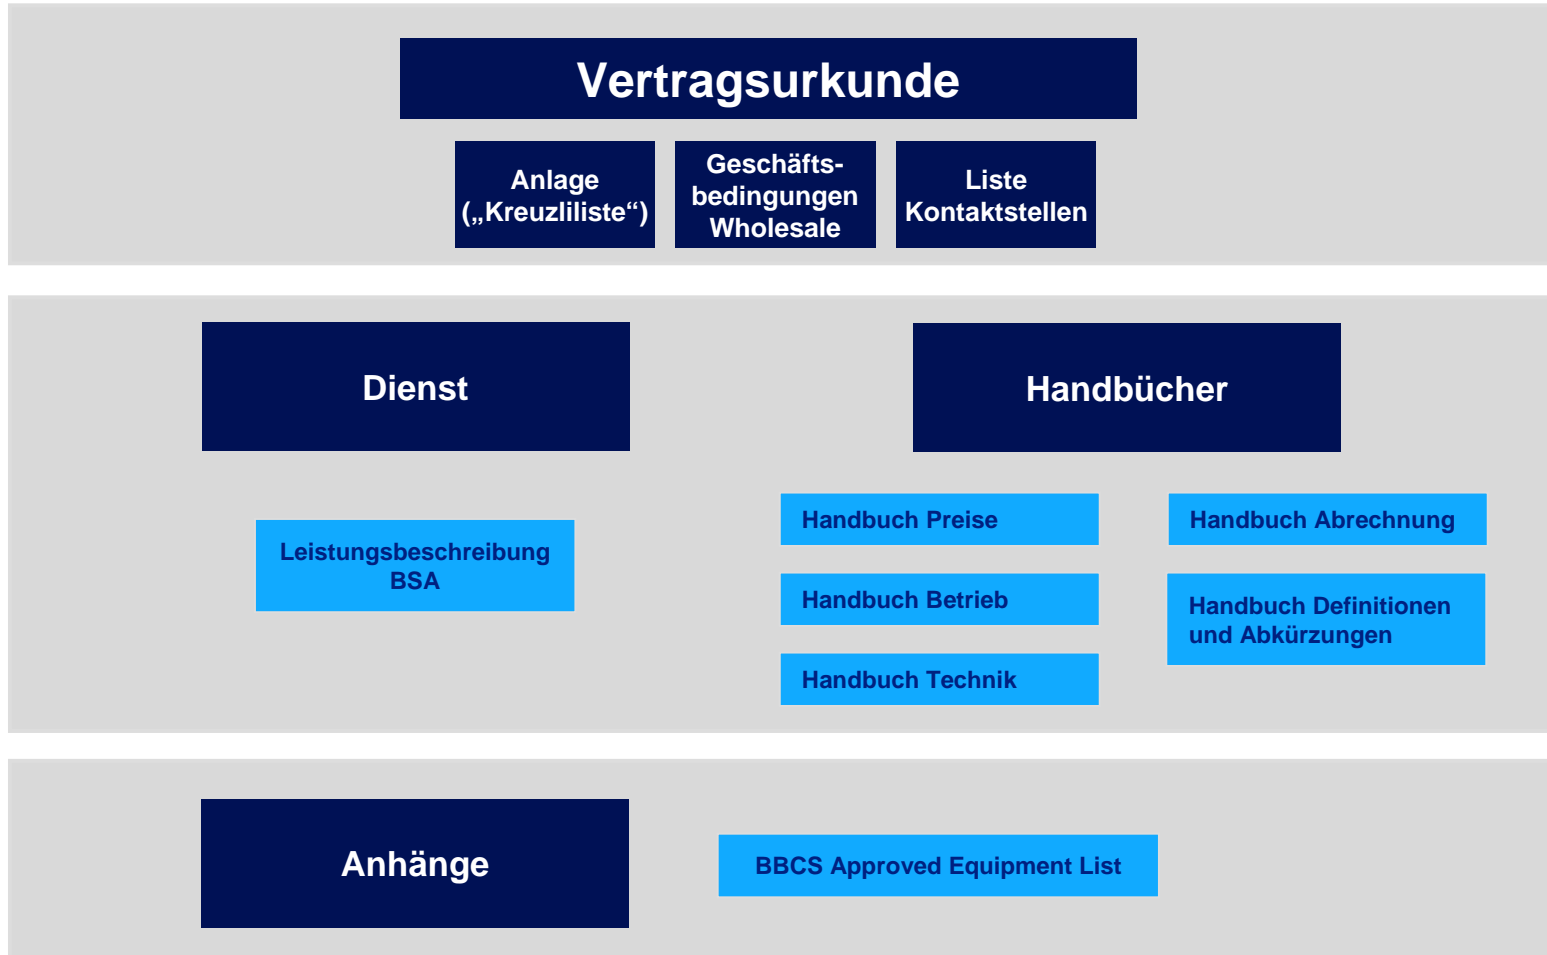 Vertragsurkunde
Anlage
(„Kreuzliliste“)
Geschäfts-
bedingungen
Wholesale
Liste
Kontaktstellen
Dienst
Leistungsbeschreibung
BSA
Handbücher
Handbuch Preise
Handbuch Betrieb
Handbuch Technik
Handbuch Abrechnung
Handbuch Definitionen
und Abkürzungen
Anhänge
BBCS Approved Equipment List